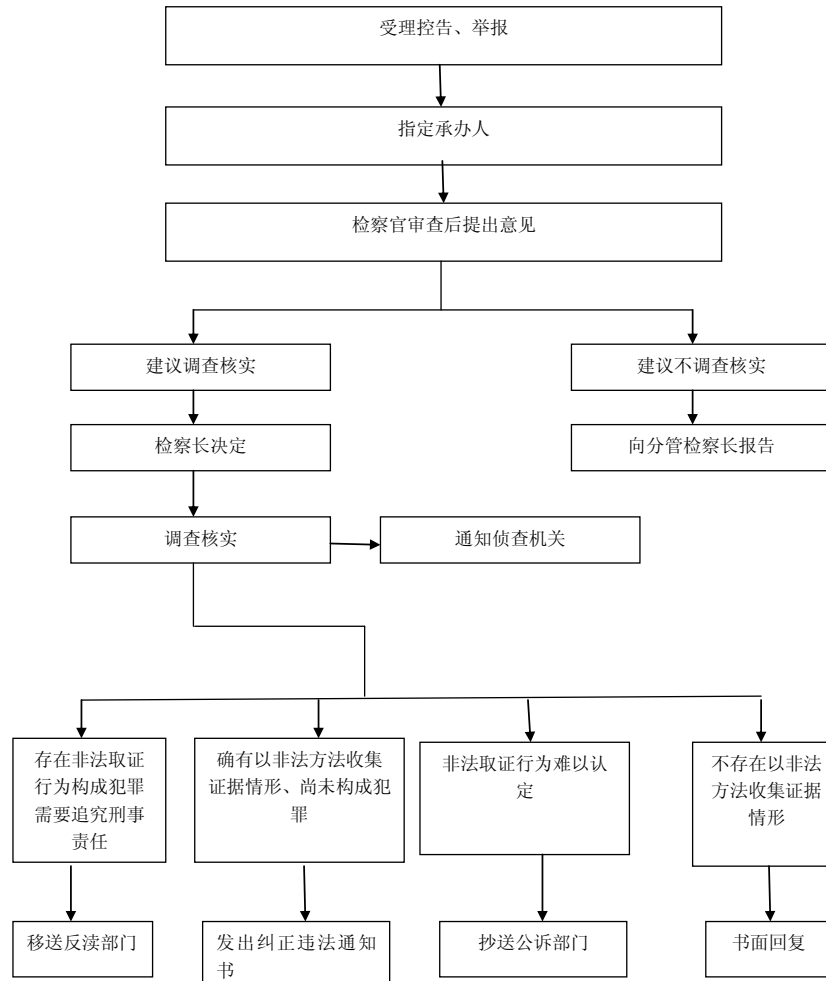 受理控告、举报
指定承办人
检察官审查后提出意见
建议调查核实
建议不调查核实
检察长决定
向分管检察长报告
调查核实
通知侦查机关
存在非法取证
行为构成犯罪
需要追究刑事
责任
确有以非法方法收集
证据情形、尚未构成犯
罪
非法取证行为难以认
定
不存在以非法
方法收集证据
情形
移送反渎部门
发出纠正违法通知
书
抄送公诉部门
书面回复